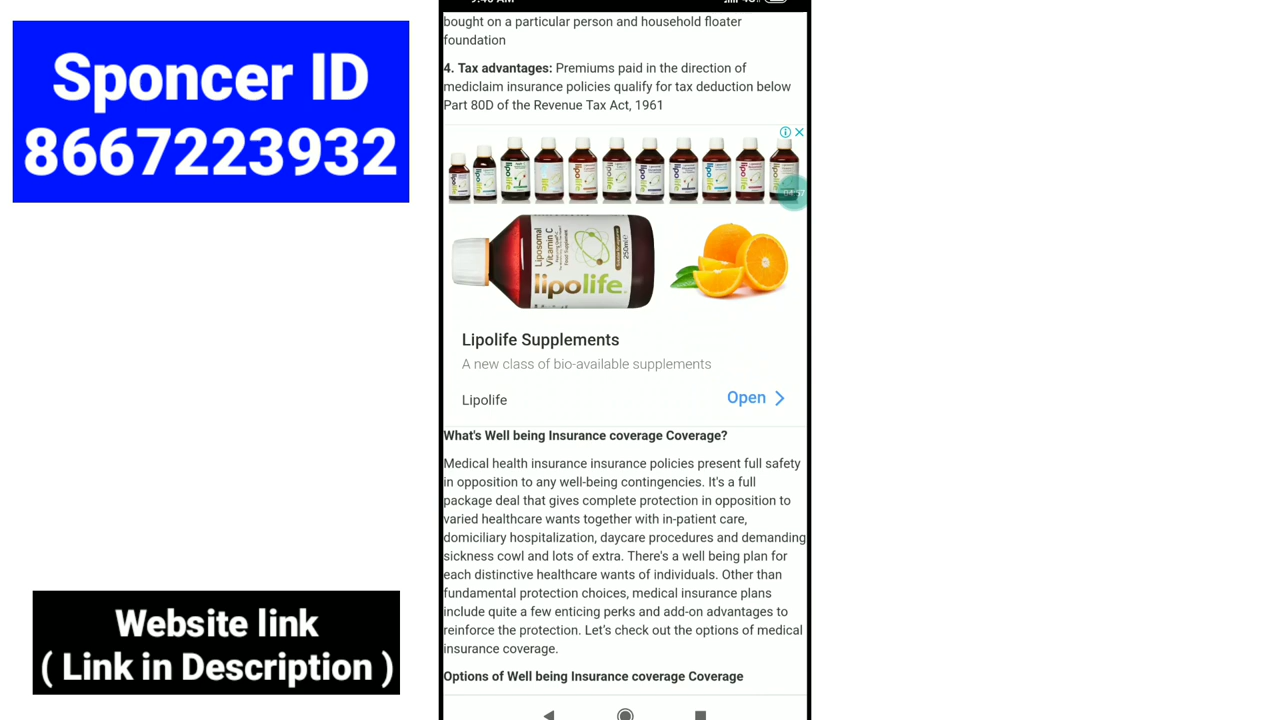 Sponcer ID
8667223932
Website link
( Link in Description )
bought on a particular person and household floater
foundation
4. Tax advantages: Premiums paid in the direction of
mediclaim insurance policies qualify for tax deduction below
Part 80D of the Revenue Tax Act, 1961
04:57
Liposomal
Vitamin C
Food Supplement
250ml e
lipolife
Lipolife Supplements
A new class of bio-available supplements
Lipolife
Open
What's Well being Insurance coverage Coverage?
Medical health insurance insurance policies present full safety
in opposition to any well-being contingencies. It's a full
package deal that gives complete protection in opposition to
varied healthcare wants together with in-patient care,
domiciliary hospitalization, daycare procedures and demanding
sickness cowl and lots of extra. There's a well being plan for
each distinctive healthcare wants of individuals. Other than
fundamental protection choices, medical insurance plans
include quite a few enticing perks and add-on advantages to
reinforce the protection. Let's check out the options of medical
insurance coverage.
Options of Well being Insurance coverage Coverage